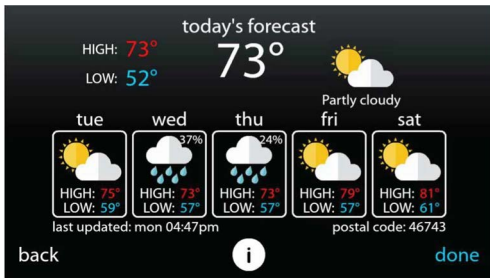 today's forecast
HIGH: 73°
73°
LOW: 52°
Partly cloudy
tue wed thu fri sat
37% 24%
HIGH: 75° HIGH: 73° HIGH: 73° HIGH: 79° HIGH: 81°
LOW: 59° LOW: 57° LOW: 57° LOW: 57° LOW: 61°
last updated: mon 04:47pm postal code: 46743
back i done